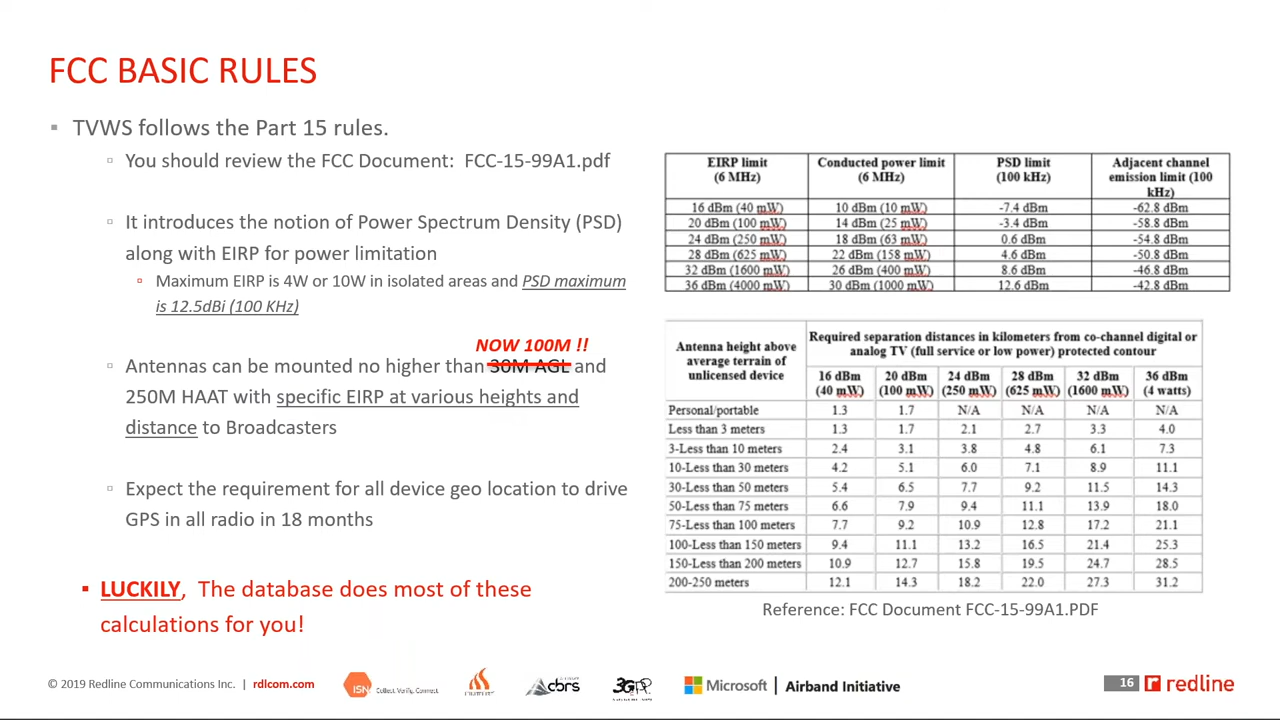 FCC BASIC RULES
▪ TVWS follows the Part 15 rules.
▫ You should review the FCC Document: FCC-15-99A1.pdf
▫ It introduces the notion of Power Spectrum Density (PSD)
along with EIRP for power limitation
▫ Maximum EIRP is 4W or 10W in isolated areas and PSD maximum
is 12.5dBi (100 KHz)
NOW 100M !!
▫ Antennas can be mounted no higher than 30M AGL and
250M HAAT with specific EIRP at various heights and
distance to Broadcasters
▫ Expect the requirement for all device geo location to drive
GPS in all radio in 18 months
▪ LUCKILY, The database does most of these
calculations for you!
EIRP limit Conducted power limit PSD limit Adjacent channel
(6 MHz) (6 MHz) (100 kHz) emission limit (100
kHz)
16 dBm (40 mW) 10 dBm (10 mW) -7.4 dBm -62.8 dBm
20 dBm (100 mW) 14 dBm (25 mW) -3.4 dBm -58.8 dBm
24 dBm (250 mW) 18 dBm (63 mW) 0.6 dBm -54.8 dBm
28 dBm (625 mW) 22 dBm (158 mW) 4.6 dBm -50.8 dBm
32 dBm (1600 mW) 26 dBm (400 mW) 8.6 dBm -46.8 dBm
36 dBm (4000 mW) 30 dBm (1000 mW) 12.6 dBm -42.8 dBm
Antenna height above
average terrain of
unlicensed device
Required separation distances in kilometers from co-channel digital or
analog TV (full service or low power) protected contour
16 dBm 20 dBm 24 dBm 28 dBm 32 dBm 36 dBm
(40 mW) (100 mW) (250 mW) (625 mW) (1600 mW) (4 watts)
Personal/portable 1.3 1.7 N/A N/A N/A N/A
Less than 3 meters 1.3 1.7 2.1 2.7 3.3 4.0
3-Less than 10 meters 2.4 3.1 3.8 4.8 6.1 7.3
10-Less than 30 meters 4.2 5.1 6.0 7.1 8.9 11.1
30-Less than 50 meters 5.4 6.5 7.7 9.2 11.5 14.3
50-Less than 75 meters 6.6 7.9 9.4 11.1 13.9 18.0
75-Less than 100 meters 7.7 9.2 10.9 12.8 17.2 21.1
100-Less than 150 meters 9.4 11.1 13.2 16.5 21.4 25.3
150-Less than 200 meters 10.9 12.7 15.8 19.5 24.7 28.5
200-250 meters 12.1 14.3 18.2 22.0 27.3 31.2
Reference: FCC Document FCC-15-99A1.PDF
© 2019 Redline Communications Inc. | rdlcom.com
ISN Collect. Verify. Connect.
cbrs
3GPP
Microsoft | Airband Initiative
16 redline